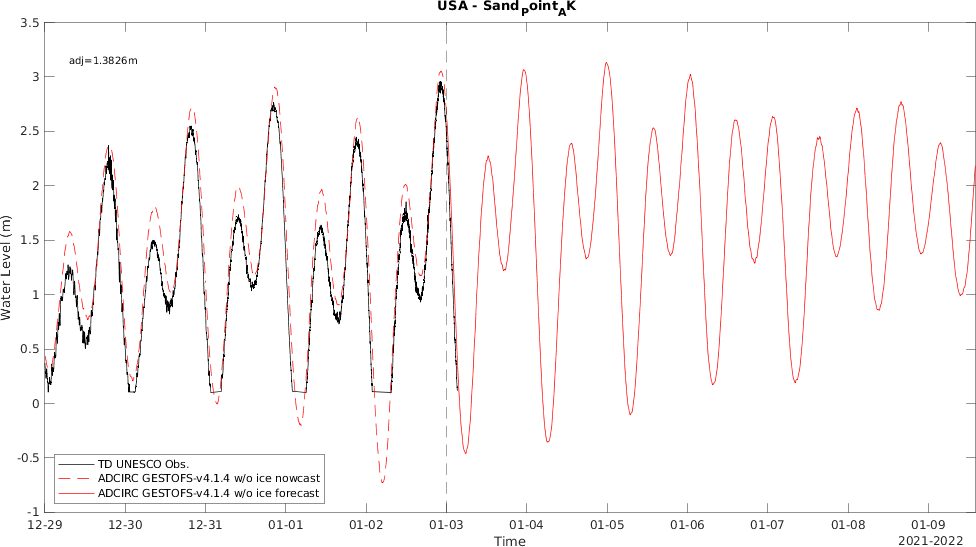 USA - Sand_Point_AK
3.5
adj=1.3826m
3
2.5
2
1.5
1
0.5
0
-0.5
-1
Water Level (m)
TD UNESCO Obs.
ADCIRC GESTOFS-v4.1.4 w/o ice nowcast
ADCIRC GESTOFS-v4.1.4 w/o ice forecast
12-29 12-30 12-31 01-01 01-02 01-03 01-04 01-05 01-06 01-07 01-08 01-09
Time
2021-2022